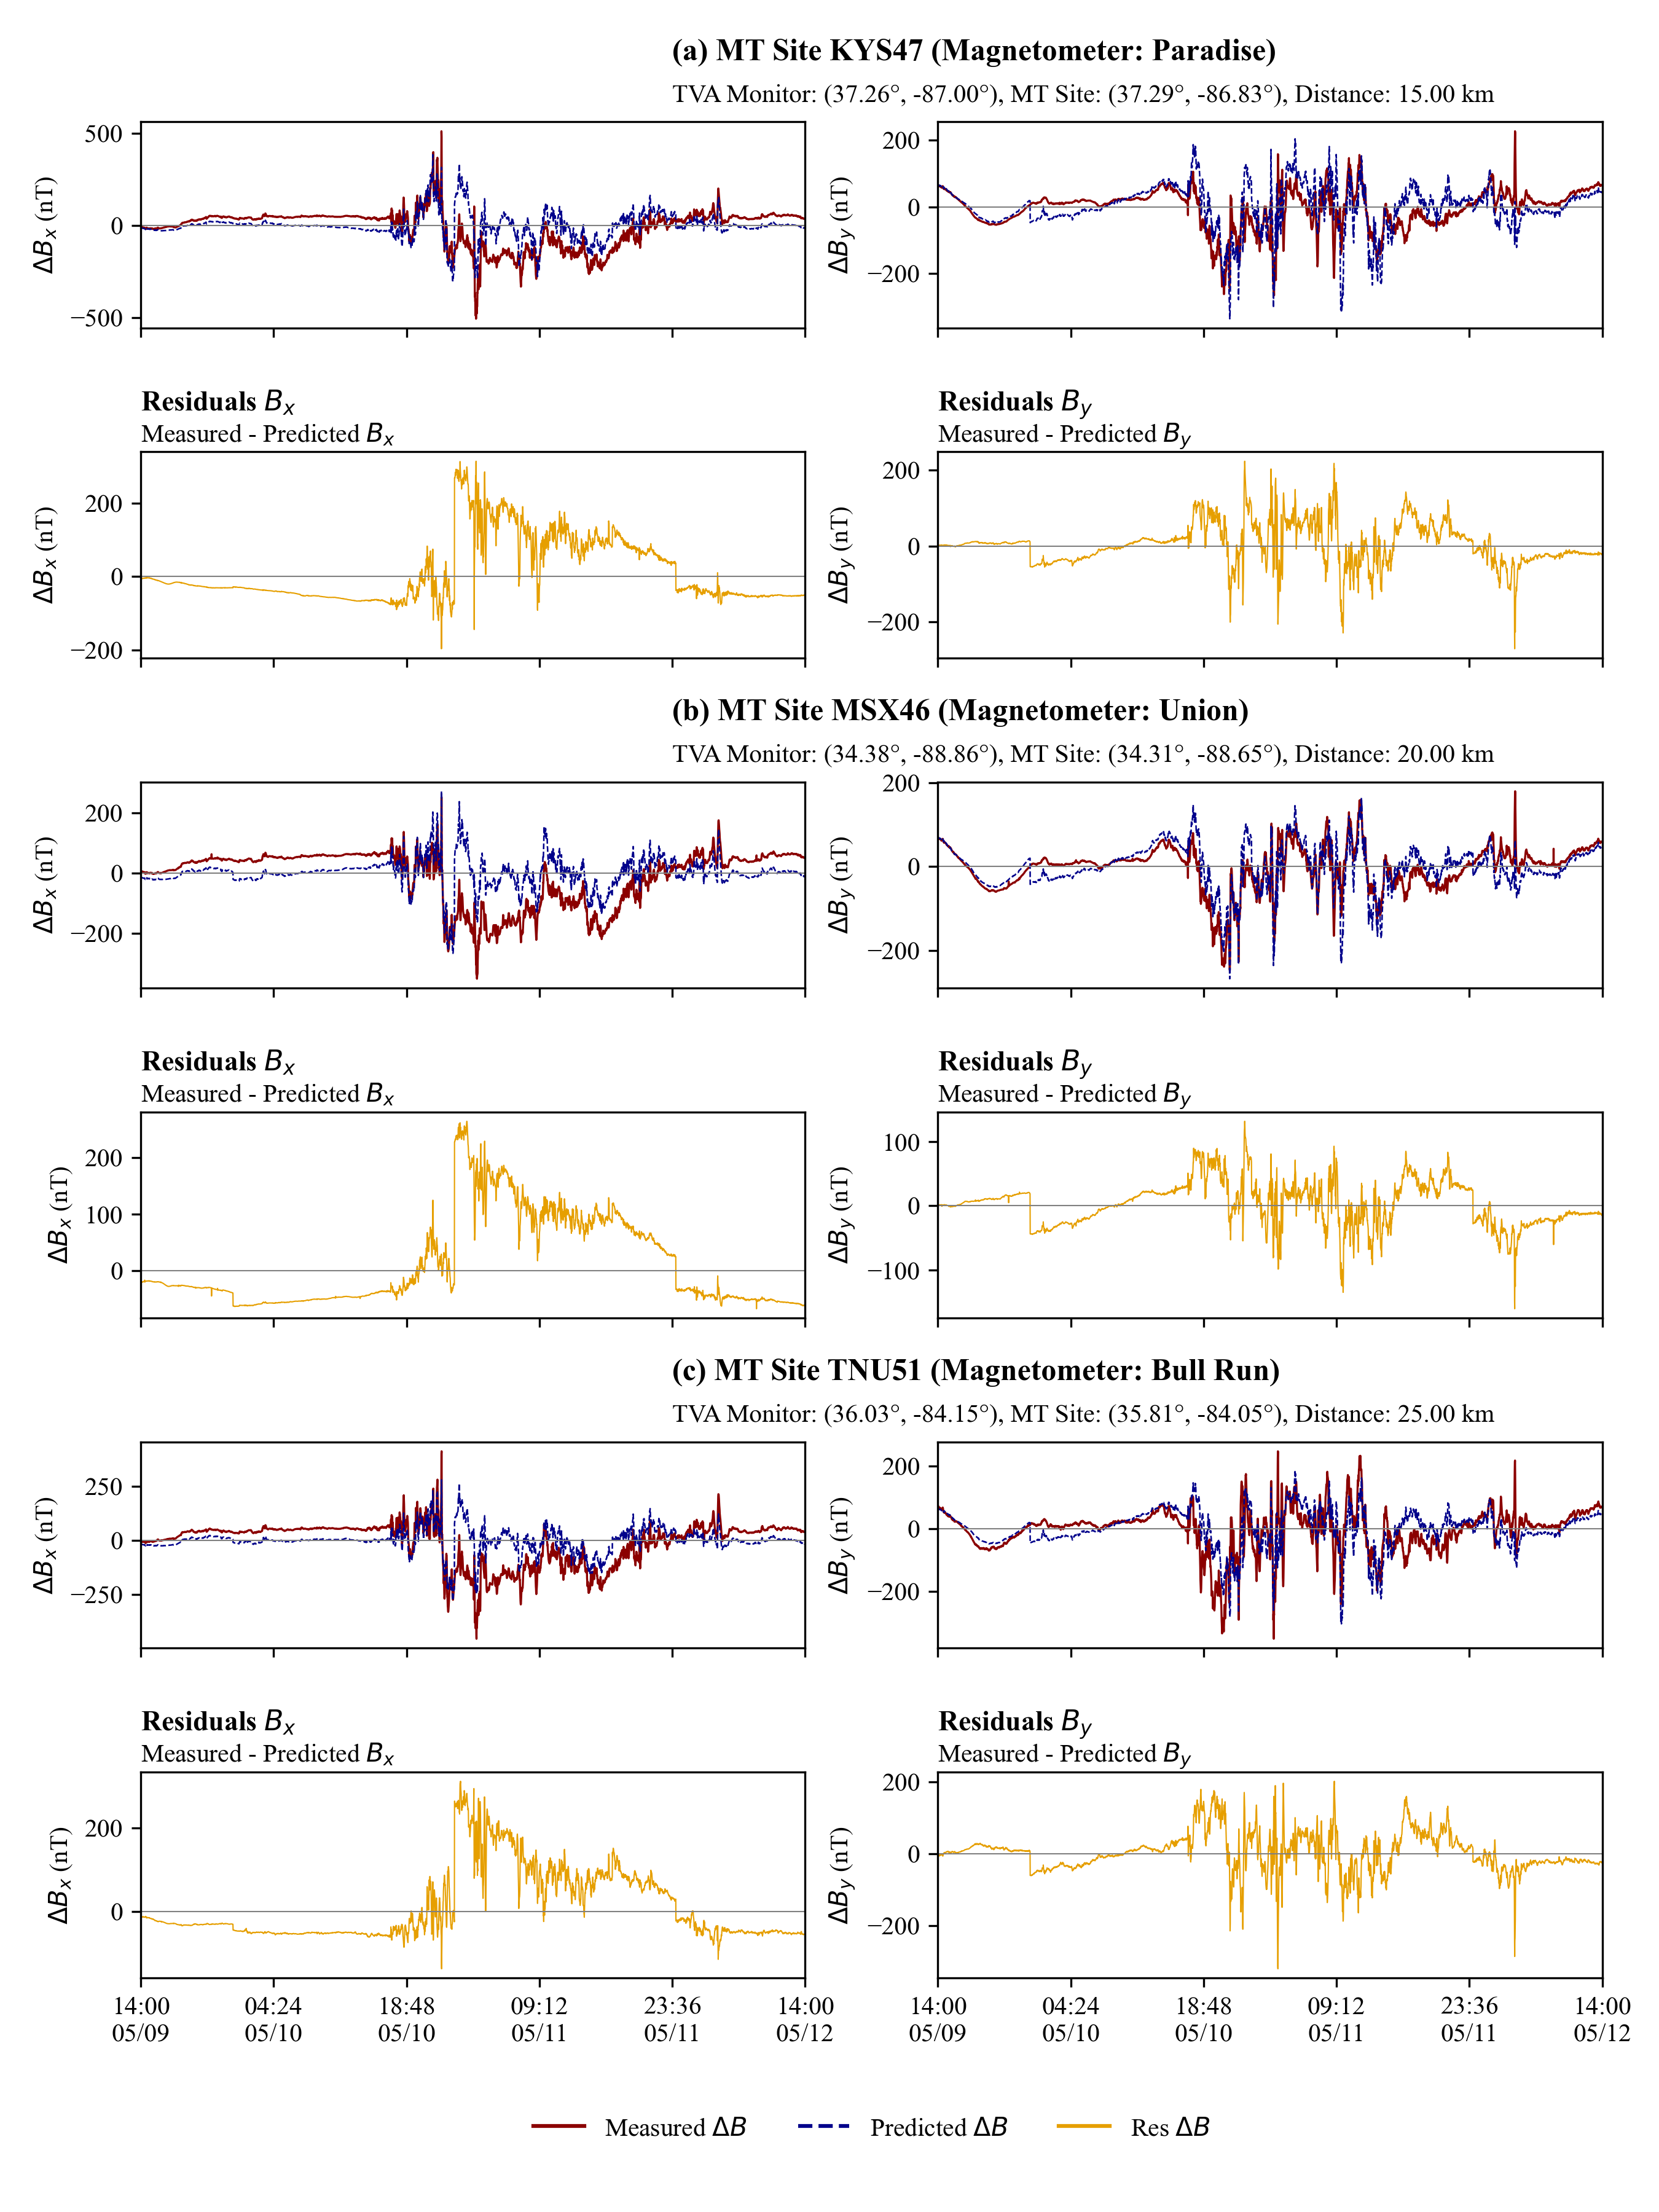 (a) MT Site KYS47 (Magnetometer: Paradise)
TVA Monitor: (37.26°, -87.00°), MT Site: (37.29°, -86.83°), Distance: 15.00 km
500
0
−500
ΔBx (nT)
200
0
−200
ΔBy (nT)
Residuals Bx
Measured - Predicted Bx
200
0
−200
ΔBx (nT)
Residuals By
Measured - Predicted By
200
0
−200
ΔBy (nT)
(b) MT Site MSX46 (Magnetometer: Union)
TVA Monitor: (34.38°, -88.86°), MT Site: (34.31°, -88.65°), Distance: 20.00 km
200
0
−200
ΔBx (nT)
200
0
−200
ΔBy (nT)
Residuals Bx
Measured - Predicted Bx
200
100
0
ΔBx (nT)
Residuals By
Measured - Predicted By
100
0
−100
ΔBy (nT)
(c) MT Site TNU51 (Magnetometer: Bull Run)
TVA Monitor: (36.03°, -84.15°), MT Site: (35.81°, -84.05°), Distance: 25.00 km
250
0
−250
ΔBx (nT)
200
0
−200
ΔBy (nT)
Residuals Bx
Measured - Predicted Bx
200
0
ΔBx (nT)
Residuals By
Measured - Predicted By
200
0
−200
ΔBy (nT)
14:00 04:24 18:48 09:12 23:36 14:00
05/09 05/10 05/10 05/11 05/11 05/12
14:00 04:24 18:48 09:12 23:36 14:00
05/09 05/10 05/10 05/11 05/11 05/12
Measured ΔB Predicted ΔB Res ΔB